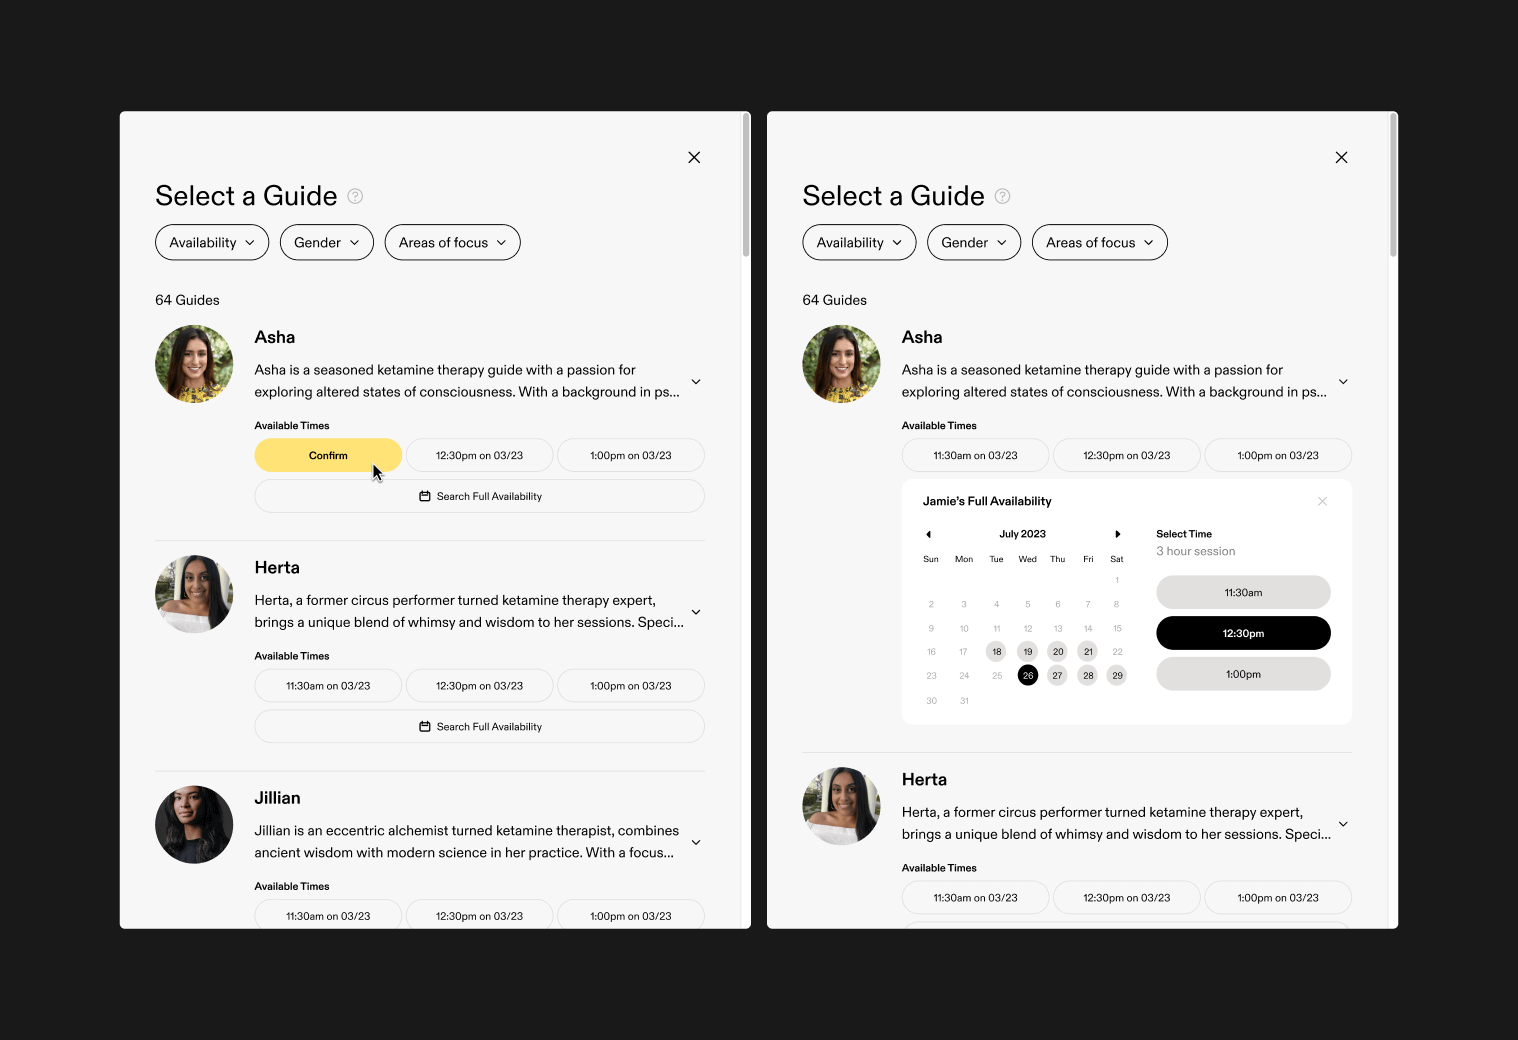 Select a Guide ?
Availability Gender Areas of focus
64 Guides
Asha
Asha is a seasoned ketamine therapy guide with a passion for
exploring altered states of consciousness. With a background in ps...
Available Times
Confirm 12:30pm on 03/23 1:00pm on 03/23
Search Full Availability
Herta
Herta, a former circus performer turned ketamine therapy expert,
brings a unique blend of whimsy and wisdom to her sessions. Speci...
Available Times
11:30am on 03/23 12:30pm on 03/23 1:00pm on 03/23
Search Full Availability
Jillian
Jillian is an eccentric alchemist turned ketamine therapist, combines
ancient wisdom with modern science in her practice. With a focus...
Available Times
11:30am on 03/23 12:30pm on 03/23 1:00pm on 03/23
Select a Guide ?
Availability Gender Areas of focus
64 Guides
Asha
Asha is a seasoned ketamine therapy guide with a passion for
exploring altered states of consciousness. With a background in ps...
Available Times
11:30am on 03/23 12:30pm on 03/23 1:00pm on 03/23
Jamie's Full Availability
July 2023
Sun Mon Tue Wed Thu Fri Sat
1
2 3 4 5 6 7 8
9 10 11 12 13 14 15
16 17 18 19 20 21 22
23 24 25 26 27 28 29
30 31
Select Time
3 hour session
11:30am
12:30pm
1:00pm
Herta
Herta, a former circus performer turned ketamine therapy expert,
brings a unique blend of whimsy and wisdom to her sessions. Speci...
Available Times
11:30am on 03/23 12:30pm on 03/23 1:00pm on 03/23